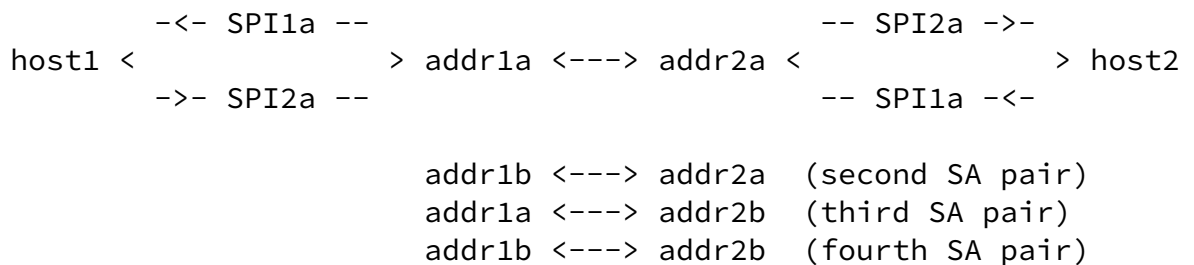 -<- SPI1a -- -- SPI2a ->-
host1 < > addr1a <---> addr2a < > host2
->- SPI2a -- -- SPI1a -<-
addr1b <---> addr2a (second SA pair)
addr1a <---> addr2b (third SA pair)
addr1b <---> addr2b (fourth SA pair)